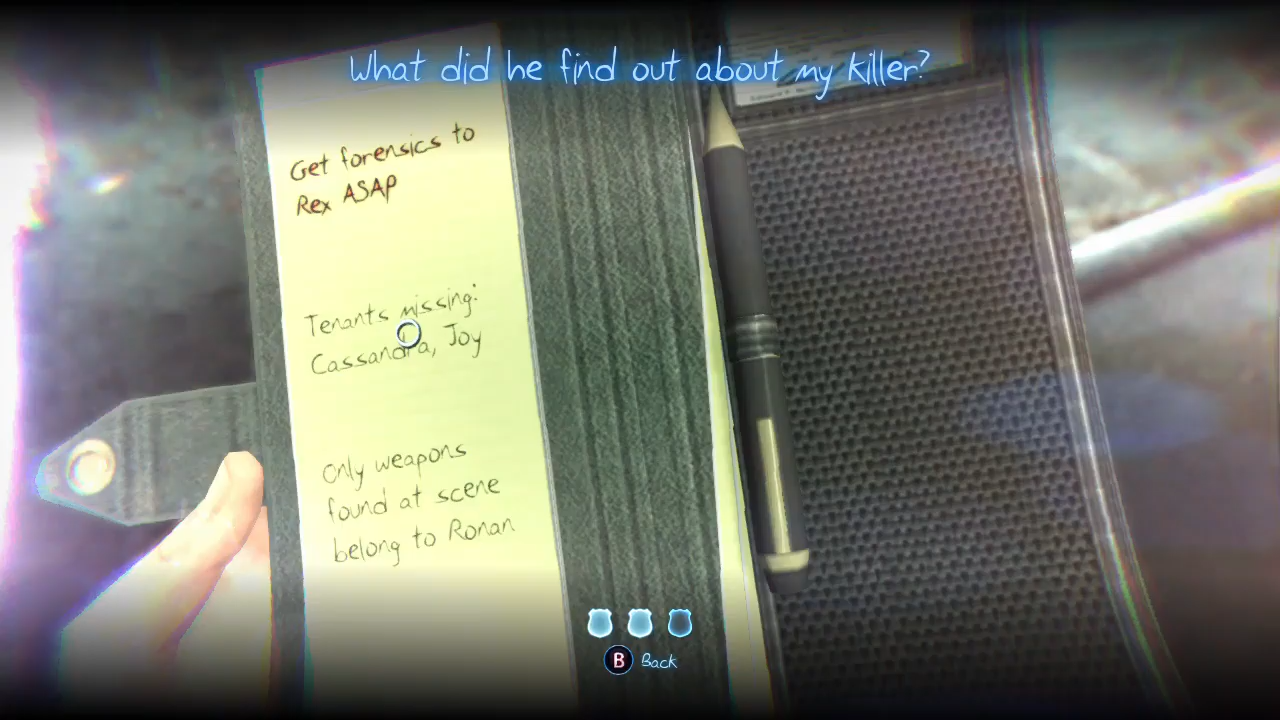 What did he find out about my killer?
Get forensics to
Rex ASAP
Tenants missing:
Cassandra, Joy
Only weapons
found at scene
belong to Ronan
B Back